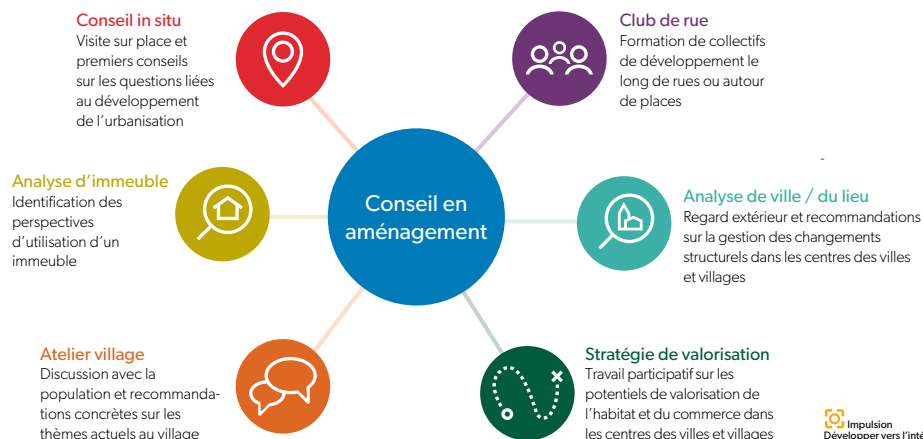 Conseil in situ
Visite sur place et
premiers conseils
sur les questions liées
au développement
de l'urbanisation
Club de rue
Formation de collectifs
de développement le
long de rues ou autour
de places
Analyse d'immeuble
Identification des
perspectives
d'utilisation d'un
immeuble
Conseil en
aménagement
Analyse de ville / du lieu
Regard extérieur et recommandations
sur la gestion des changements
structurels dans les centres des villes
et villages
Atelier village
Discussion avec la
population et recommanda-
tions concrètes sur les
thèmes actuels au village
Stratégie de valorisation
Travail participatif sur les
potentiels de valorisation de
l'habitat et du commerce dans
les centres des villes et villages
Impulsion
Développer vers l'inté